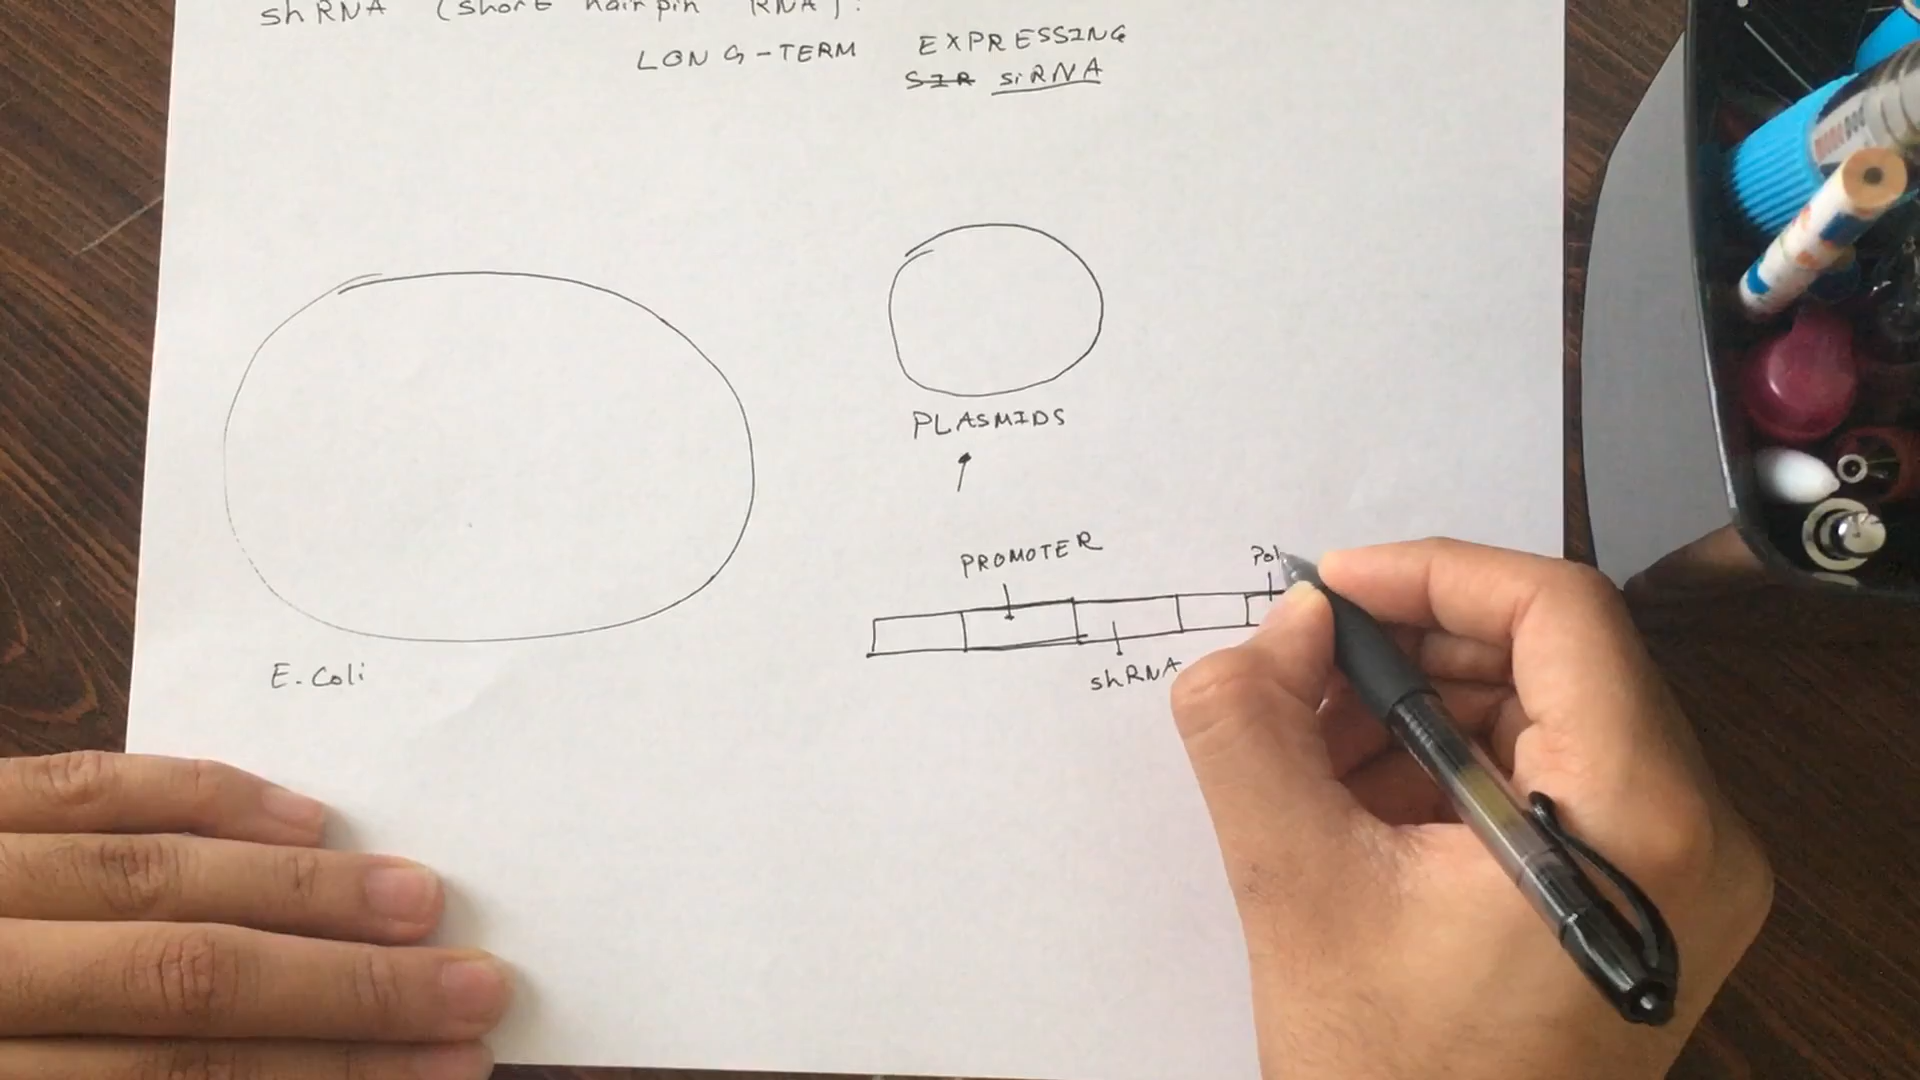 shRNA (short hairpin RNA):
LONG-TERM EXPRESSING
SIR siRNA
PLASMIDS
PROMOTER
Pol
shRNA
E. Coli